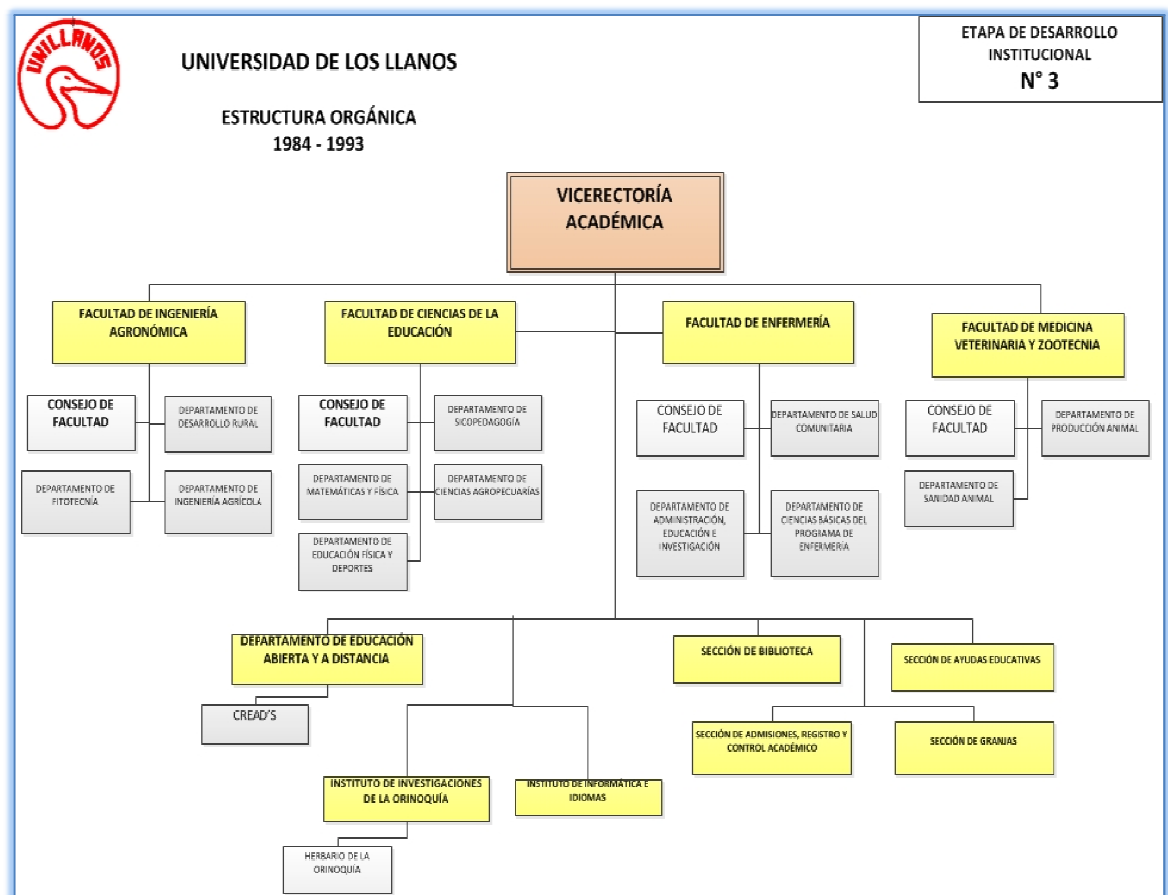 UNILLANOS
UNIVERSIDAD DE LOS LLANOS
ESTRUCTURA ORGÁNICA
1984 - 1993
ETAPA DE DESARROLLO
INSTITUCIONAL
N° 3
VICERECTORÍA
ACADÉMICA
FACULTAD DE INGENIERÍA
AGRONÓMICA
FACULTAD DE CIENCIAS DE LA
EDUCACIÓN
FACULTAD DE ENFERMERÍA
FACULTAD DE MEDICINA
VETERINARIA Y ZOOTECNIA
CONSEJO DE
FACULTAD
DEPARTAMENTO DE
DESARROLLO RURAL
CONSEJO DE
FACULTAD
DEPARTAMENTO DE
SICOPEDAGOGÍA
CONSEJO DE
FACULTAD
DEPARTAMENTO DE SALUD
COMUNITARIA
CONSEJO DE
FACULTAD
DEPARTAMENTO DE
PRODUCCIÓN ANIMAL
DEPARTAMENTO DE
FITOTECNÍA
DEPARTAMENTO DE
INGENIERÍA AGRÍCOLA
DEPARTAMENTO DE
MATEMÁTICAS Y FÍSICA
DEPARTAMENTO DE
CIENCIAS AGROPECUARÍAS
DEPARTAMENTO DE
ADMINISTRACIÓN,
EDUCACIÓN E
INVESTIGACIÓN
DEPARTAMENTO DE
CIENCIAS BÁSICAS DEL
PROGRAMA DE
ENFERMERÍA
DEPARTAMENTO DE
SANIDAD ANIMAL
DEPARTAMENTO DE
EDUCACIÓN FÍSICA Y
DEPORTES
DEPARTAMENTO DE EDUCACIÓN
ABIERTA Y A DISTANCIA
SECCIÓN DE BIBLIOTECA
SECCIÓN DE AYUDAS EDUCATIVAS
CREAD'S
SECCIÓN DE ADMISIONES, REGISTRO Y
CONTROL ACADÉMICO
SECCIÓN DE GRANJAS
INSTITUTO DE INVESTIGACIONES
DE LA ORINOQUÍA
INSTITUTO DE INFORMÁTICA E
IDIOMAS
HERBARIO DE LA
ORINOQUÍA